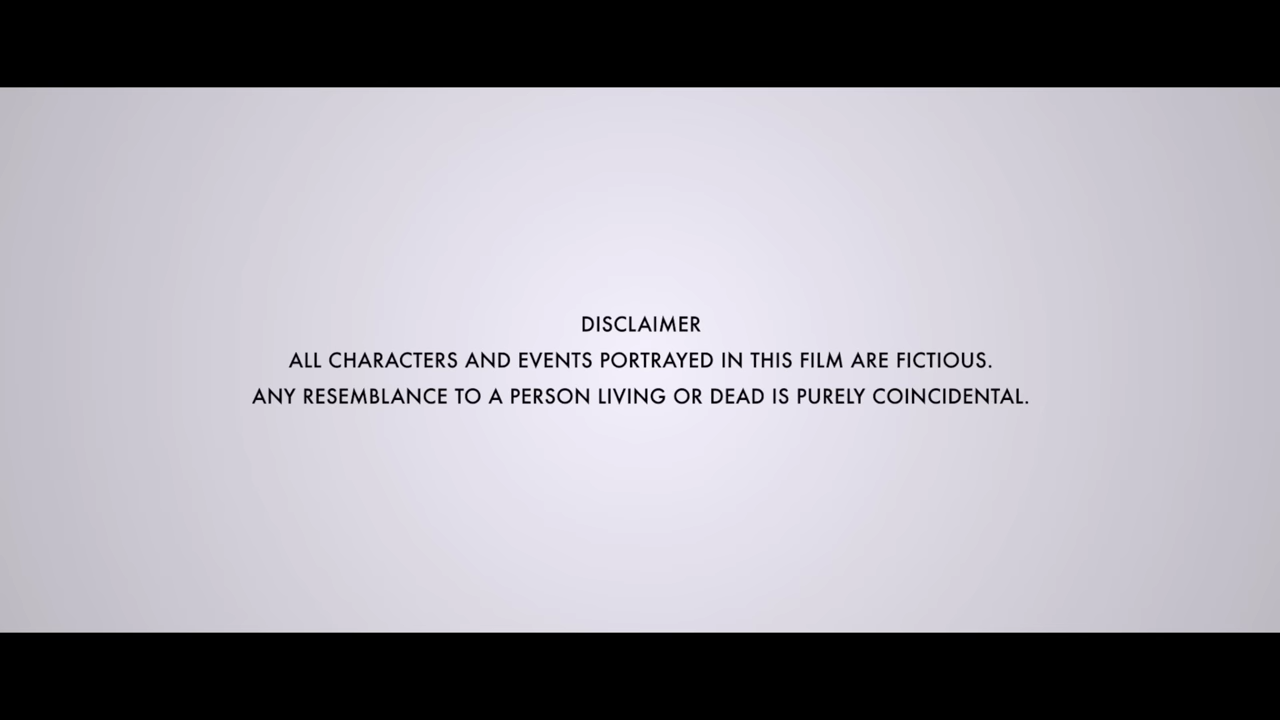 DISCLAIMER
ALL CHARACTERS AND EVENTS PORTRAYED IN THIS FILM ARE FICTIOUS.
ANY RESEMBLANCE TO A PERSON LIVING OR DEAD IS PURELY COINCIDENTAL.